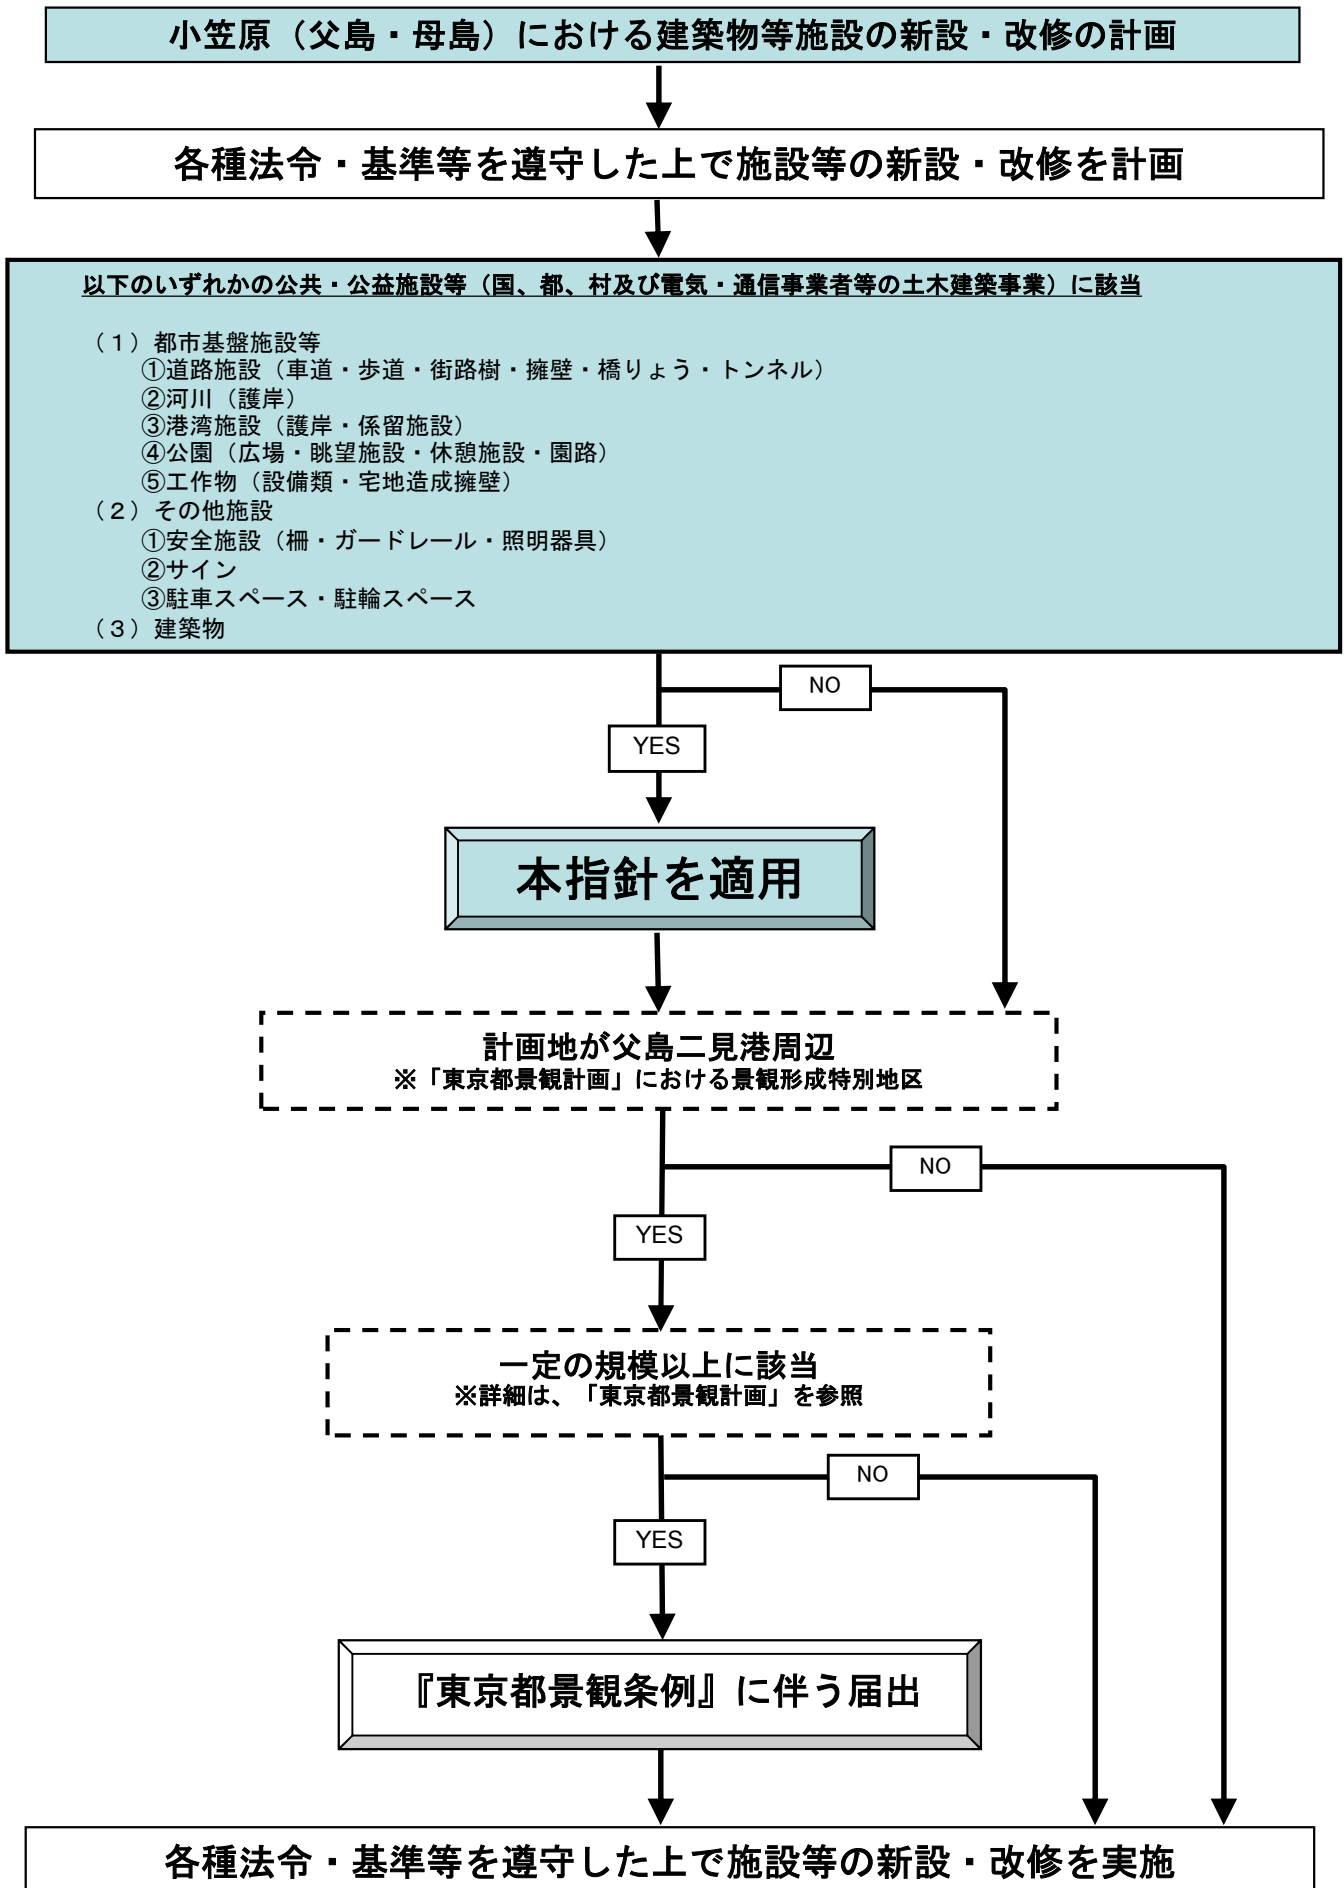 小笠原（父島・母島）における建築物等施設の新設・改修の計画
各種法令・基準等を遵守した上で施設等の新設・改修を計画
以下のいずれかの公共・公益施設等（国、都、村及び電気・通信事業者等の土木建築事業）に該当
（１）都市基盤施設等
①道路施設（車道・歩道・街路樹・擁壁・橋りょう・トンネル）
②河川（護岸）
③港湾施設（護岸・係留施設）
④公園（広場・眺望施設・休憩施設・園路）
⑤工作物（設備類・宅地造成擁壁）
（２）その他施設
①安全施設（柵・ガードレール・照明器具）
②サイン
③駐車スペース・駐輪スペース
（３）建築物
NO
YES
本指針を適用
計画地が父島二見港周辺
※「東京都景観計画」における景観形成特別地区
NO
YES
一定の規模以上に該当
※詳細は、「東京都景観計画」を参照
NO
YES
『東京都景観条例』に伴う届出
各種法令・基準等を遵守した上で施設等の新設・改修を実施